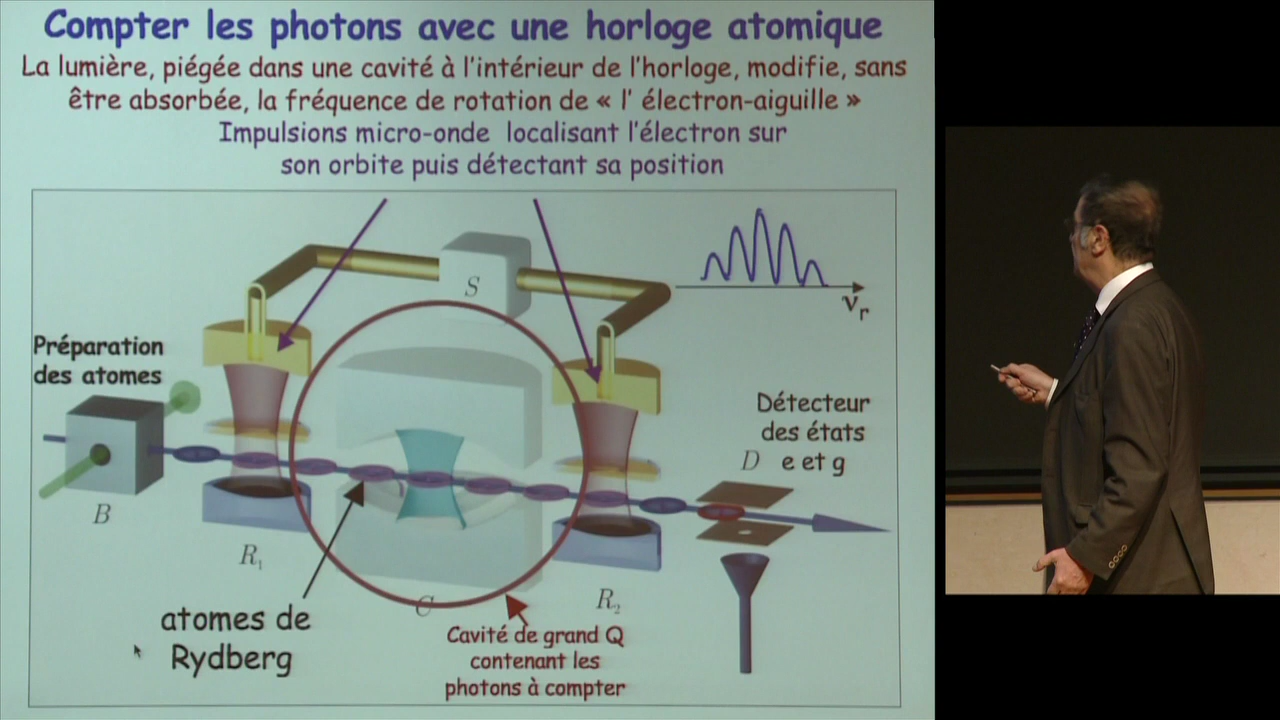 Compter les photons avec une horloge atomique
La lumière, piégée dans une cavité à l'intérieur de l'horloge, modifie, sans
être absorbée, la fréquence de rotation de « l' électron-aiguille »
Impulsions micro-onde localisant l'électron sur
son orbite puis détectant sa position
S
νr
Préparation
des atomes
Détecteur
des états
D e et g
B
R1
C
R2
atomes de
Rydberg
Cavité de grand Q
contenant les
photons à compter